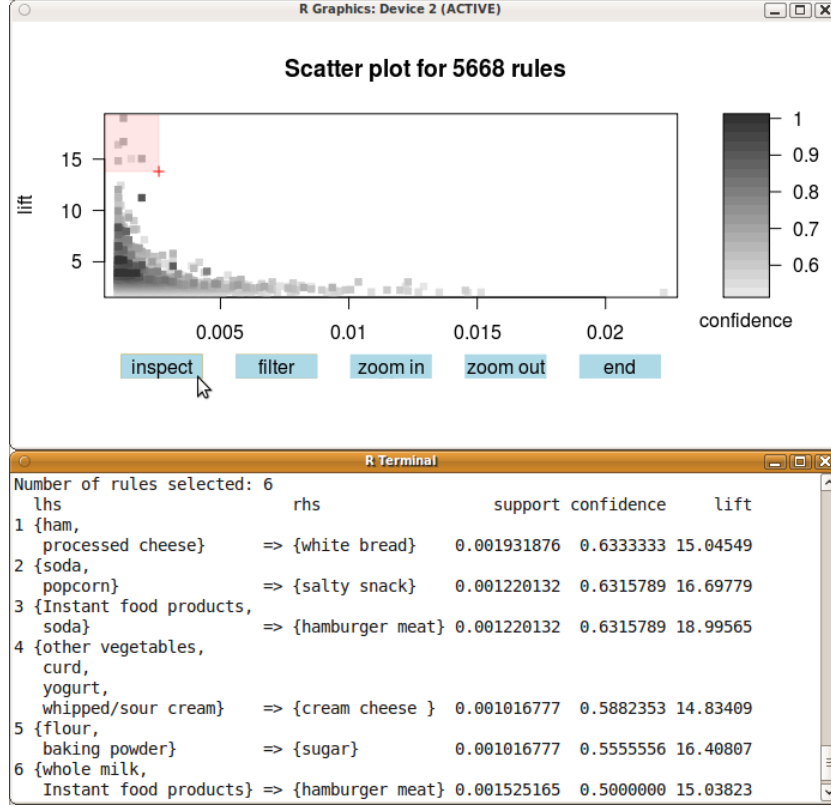 R Graphics: Device 2 (ACTIVE)
Scatter plot for 5668 rules
lift
15
10
5
0.005 0.01 0.015 0.02
1
0.9
0.8
0.7
0.6
confidence
inspect filter zoom in zoom out end
R Terminal
Number of rules selected: 6
lhs rhs support confidence lift
1 {ham,
processed cheese} => {white bread} 0.001931876 0.6333333 15.04549
2 {soda,
popcorn} => {salty snack} 0.001220132 0.6315789 16.69779
3 {Instant food products,
soda} => {hamburger meat} 0.001220132 0.6315789 18.99565
4 {other vegetables,
curd,
yogurt,
whipped/sour cream} => {cream cheese } 0.001016777 0.5882353 14.83409
5 {flour,
baking powder} => {sugar} 0.001016777 0.5555556 16.40807
6 {whole milk,
Instant food products} => {hamburger meat} 0.001525165 0.5000000 15.03823